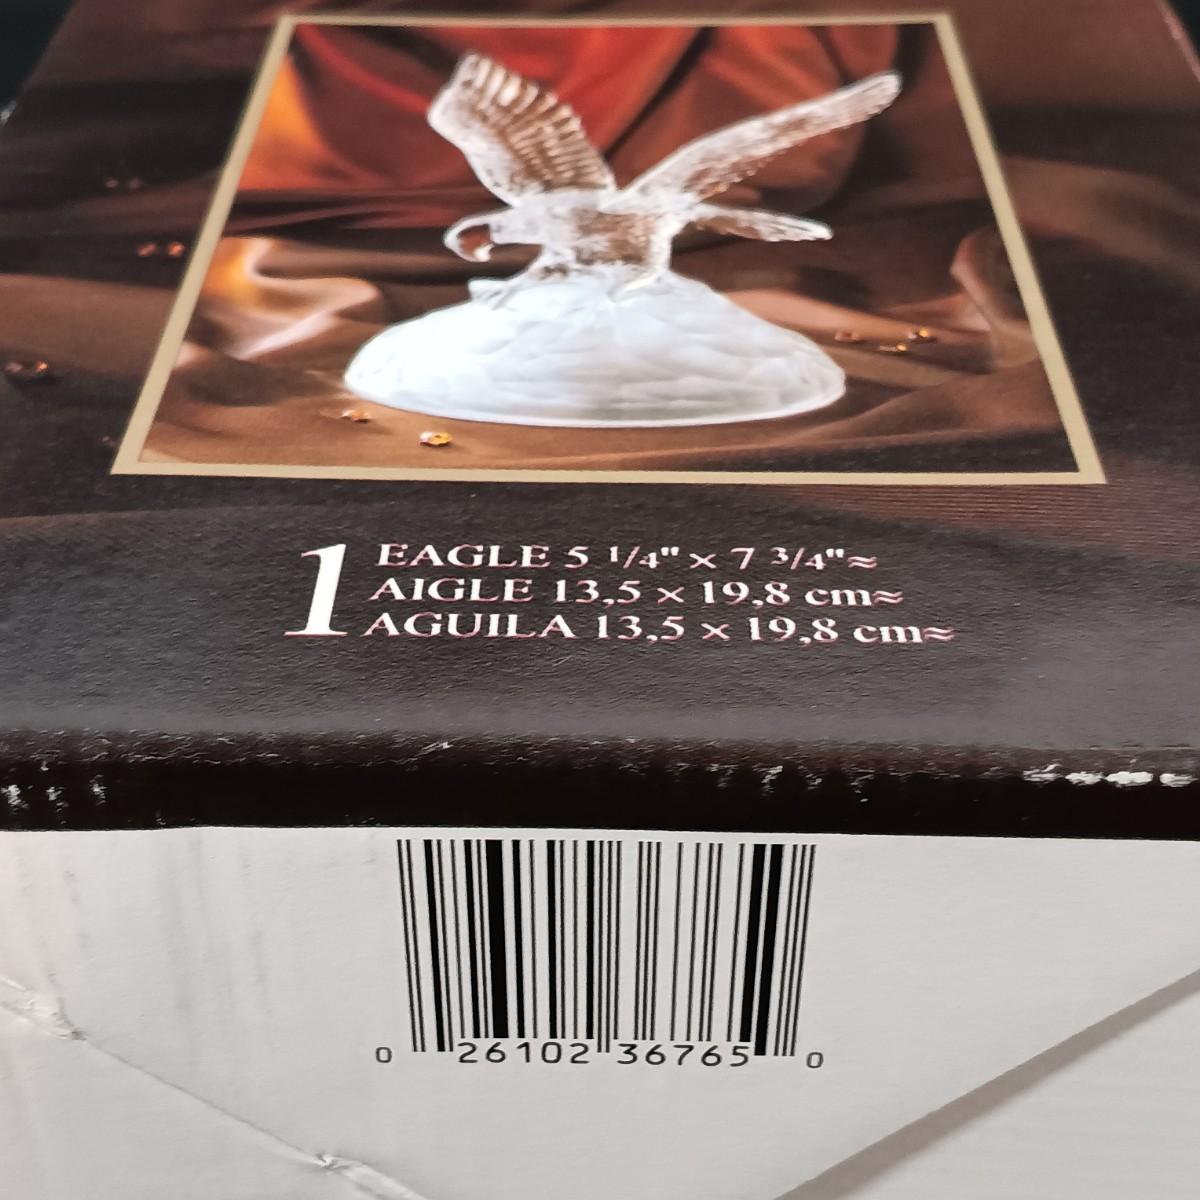 1 EAGLE 5 1/4" x 7 3/4"≈
AIGLE 13,5 x 19,8 cm≈
AGUILA 13,5 x 19,8 cm≈
0 26102 36765 0